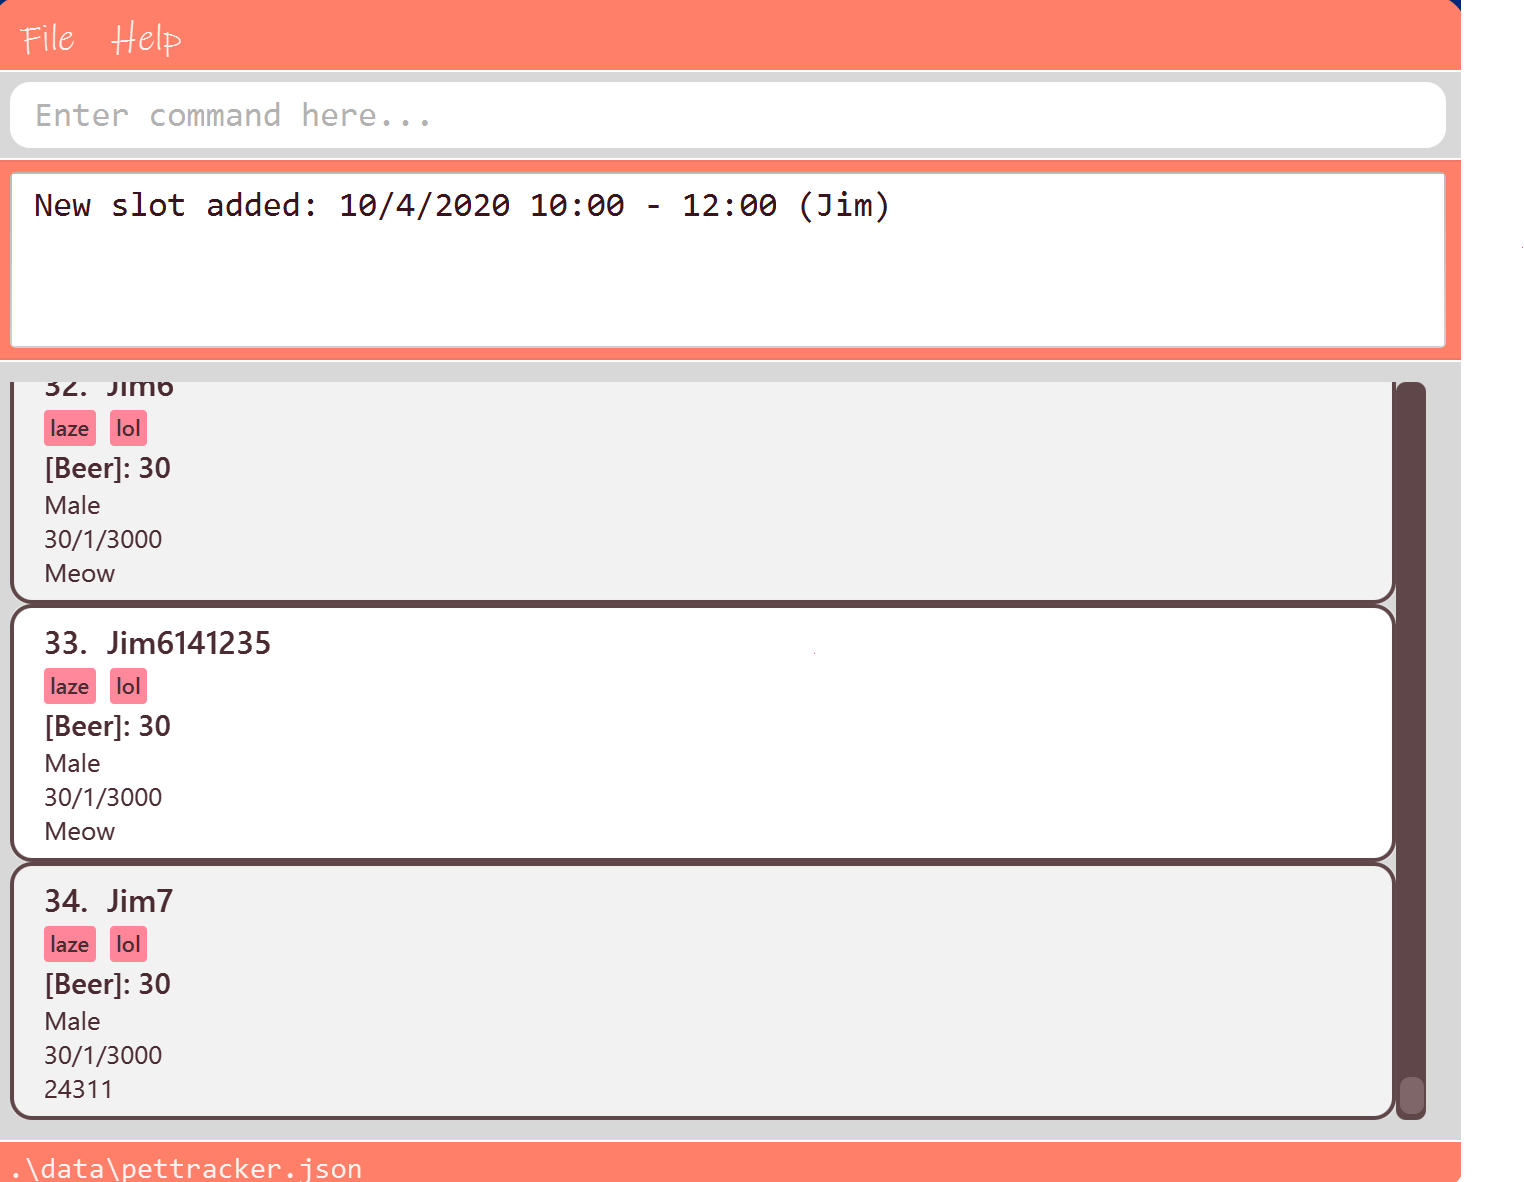 File Help
Enter command here...
New slot added: 10/4/2020 10:00 - 12:00 (Jim)
32. Jim6
laze lol
[Beer]: 30
Male
30/1/3000
Meow
33. Jim6141235
laze lol
[Beer]: 30
Male
30/1/3000
Meow
34. Jim7
laze lol
[Beer]: 30
Male
30/1/3000
24311
.\data\pettracker.json